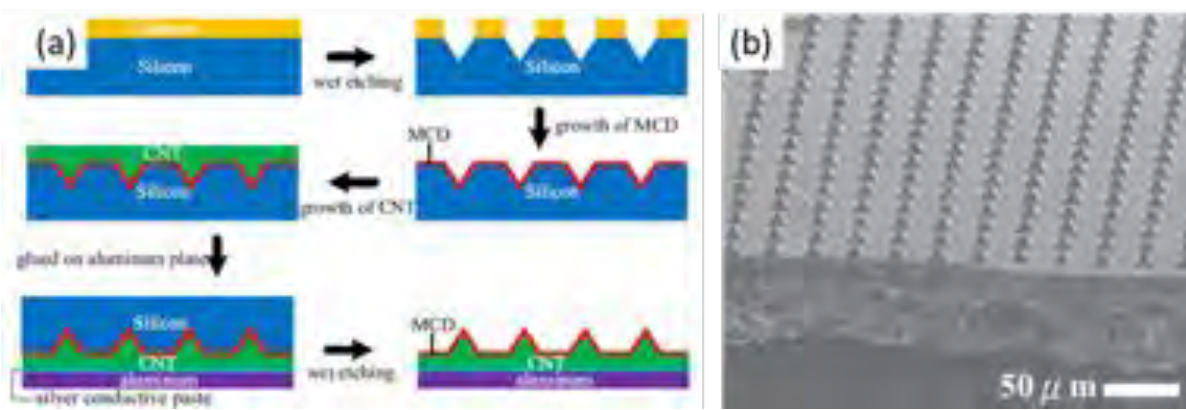 (a)
Silicon
wet etching
Silicon
growth of MCD
MCD
Silicon
growth of CNT
CNT
Silicon
glued on aluminum plate
Silicon
CNT
aluminum
silver conductive paste
wet etching
MCD
CNT
aluminum
(b)
50 μm